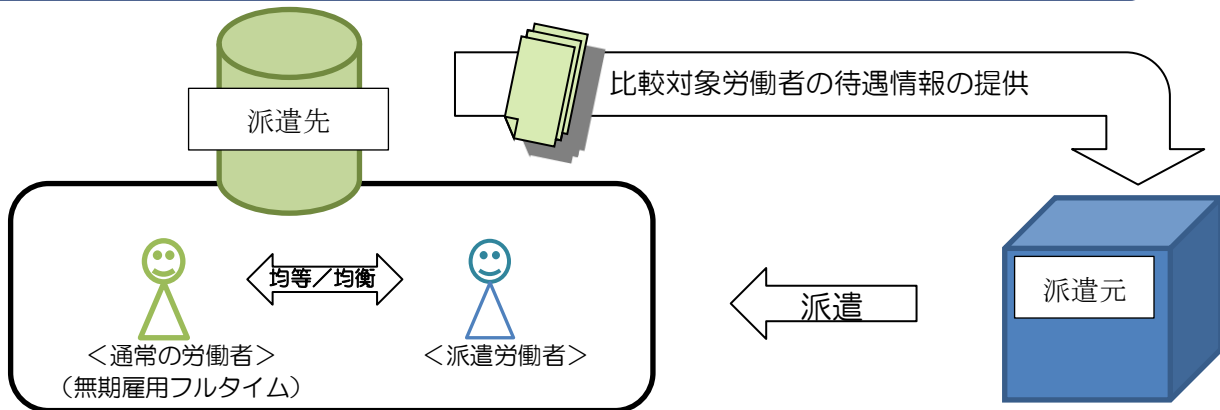 派遣先
比較対象労働者の待遇情報の提供
均等／均衡
派遣
派遣元
＜通常の労働者＞
（無期雇用フルタイム）
＜派遣労働者＞